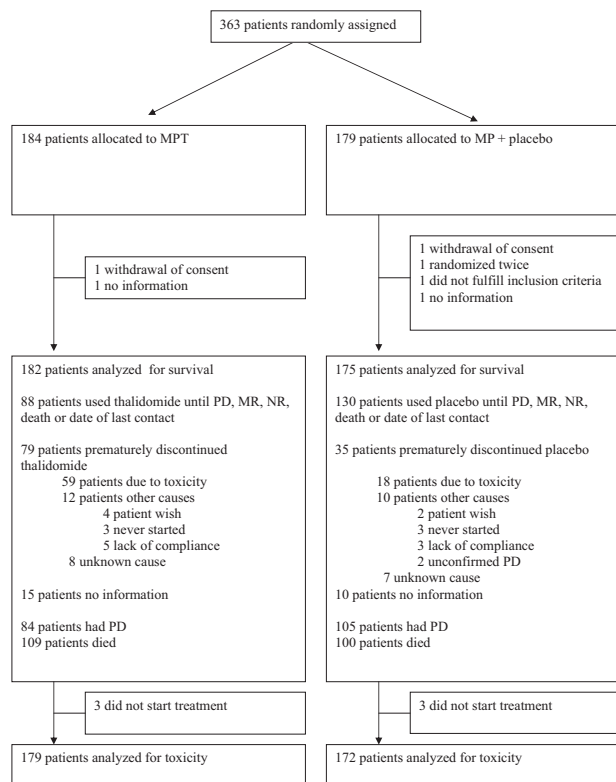 363 patients randomly assigned
184 patients allocated to MPT
179 patients allocated to MP + placebo
1 withdrawal of consent
1 no information
1 withdrawal of consent
1 randomized twice
1 did not fulfill inclusion criteria
1 no information
182 patients analyzed for survival
88 patients used thalidomide until PD, MR, NR,
death or date of last contact
79 patients prematurely discontinued
thalidomide
59 patients due to toxicity
12 patients other causes
4 patient wish
3 never started
5 lack of compliance
8 unknown cause
15 patients no information
84 patients had PD
109 patients died
175 patients analyzed for survival
130 patients used placebo until PD, MR, NR,
death or date of last contact
35 patients prematurely discontinued placebo
18 patients due to toxicity
10 patients other causes
2 patient wish
3 never started
3 lack of compliance
2 unconfirmed PD
7 unknown cause
10 patients no information
105 patients had PD
100 patients died
3 did not start treatment
3 did not start treatment
179 patients analyzed for toxicity
172 patients analyzed for toxicity